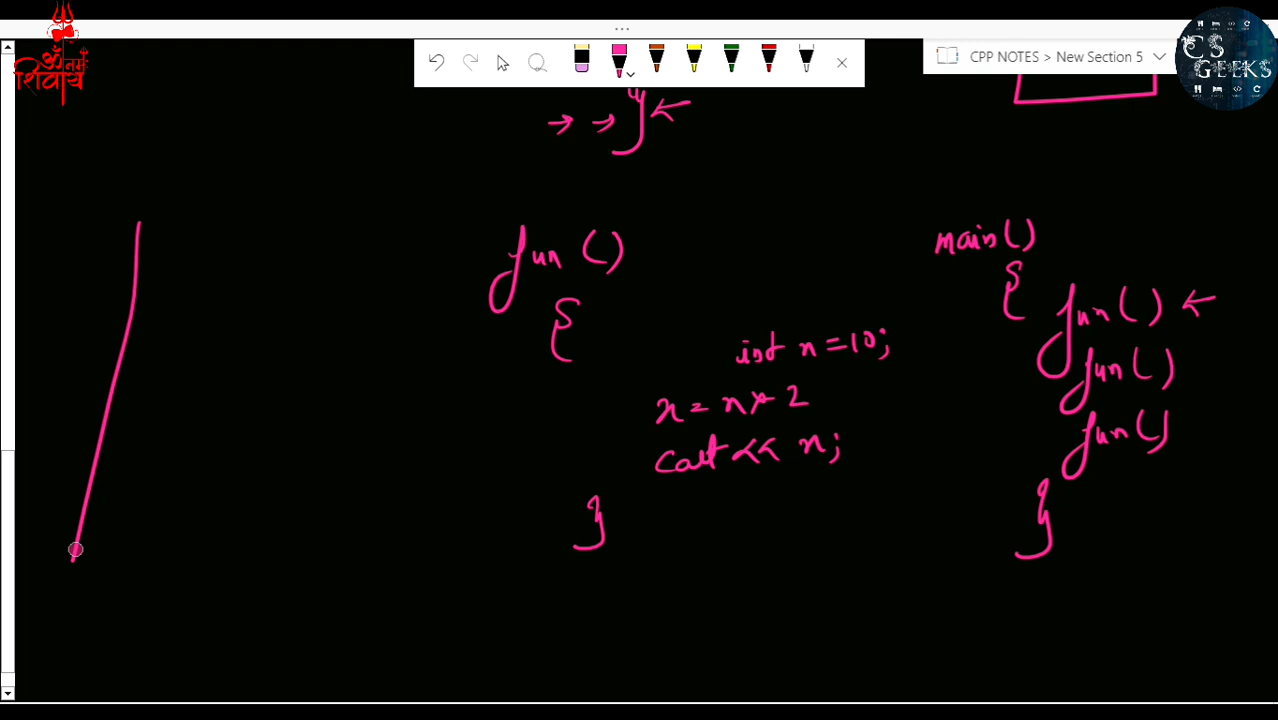 ॐ नमः
शिवाय
CPP NOTES > New Section 5
CS
GEEKS
fun ()
{
int n = 10;
x = n * 2
cout << n;
}
main()
{
fun ()
fun ()
fun ()
}